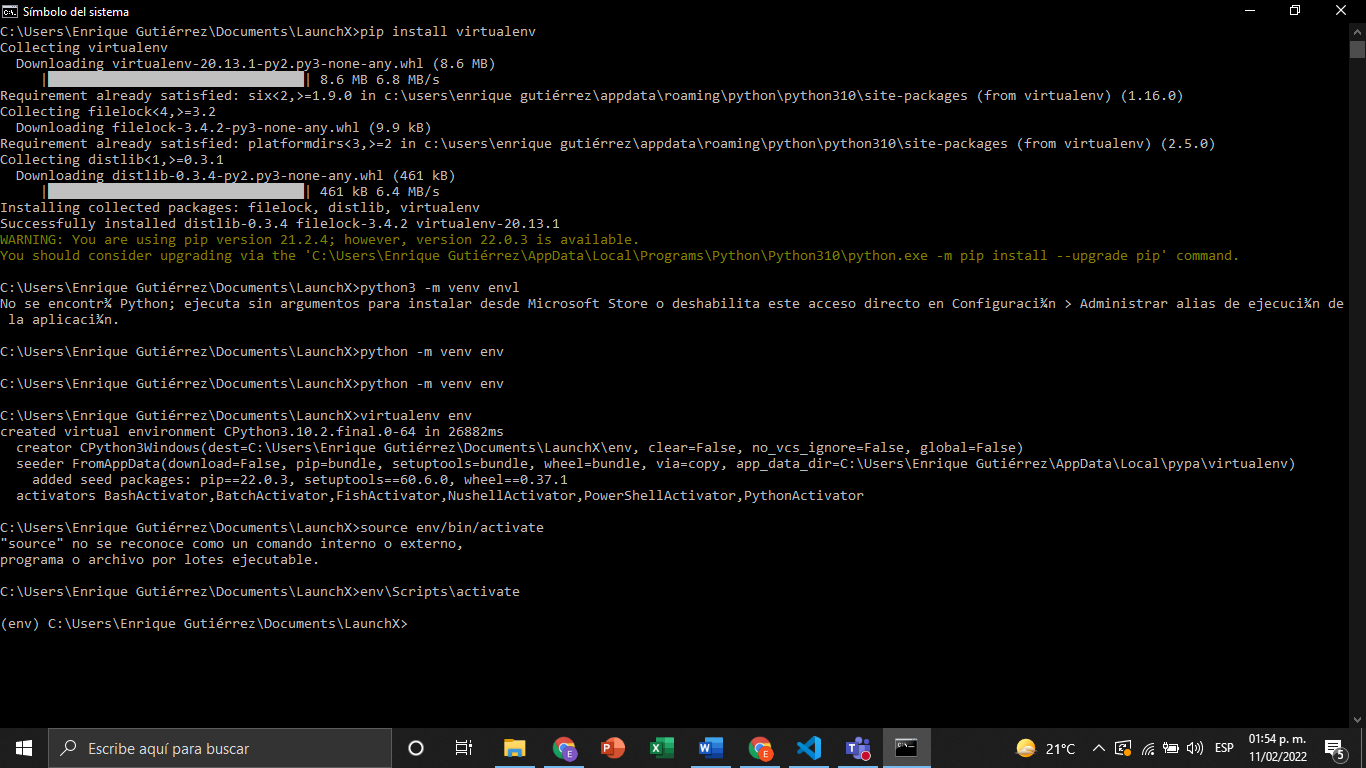 Símbolo del sistema
C:\Users\Enrique Gutiérrez\Documents\LaunchX>pip install virtualenv
Collecting virtualenv
  Downloading virtualenv-20.13.1-py2.py3-none-any.whl (8.6 MB)
     |████████████████████████████████| 8.6 MB 6.8 MB/s
Requirement already satisfied: six<2,>=1.9.0 in c:\users\enrique gutiérrez\appdata\roaming\python\python310\site-packages (from virtualenv) (1.16.0)
Collecting filelock<4,>=3.2
  Downloading filelock-3.4.2-py3-none-any.whl (9.9 kB)
Requirement already satisfied: platformdirs<3,>=2 in c:\users\enrique gutiérrez\appdata\roaming\python\python310\site-packages (from virtualenv) (2.5.0)
Collecting distlib<1,>=0.3.1
  Downloading distlib-0.3.4-py2.py3-none-any.whl (461 kB)
     |████████████████████████████████| 461 kB 6.4 MB/s
Installing collected packages: filelock, distlib, virtualenv
Successfully installed distlib-0.3.4 filelock-3.4.2 virtualenv-20.13.1
WARNING: You are using pip version 21.2.4; however, version 22.0.3 is available.
You should consider upgrading via the 'C:\Users\Enrique Gutiérrez\AppData\Local\Programs\Python\Python310\python.exe -m pip install --upgrade pip' command.
C:\Users\Enrique Gutiérrez\Documents\LaunchX>python3 -m venv envl
No se encontr¾ Python; ejecuta sin argumentos para instalar desde Microsoft Store o deshabilita este acceso directo en Configuraci¾n > Administrar alias de ejecuci¾n de
 la aplicaci¾n.
C:\Users\Enrique Gutiérrez\Documents\LaunchX>python -m venv env
C:\Users\Enrique Gutiérrez\Documents\LaunchX>python -m venv env
C:\Users\Enrique Gutiérrez\Documents\LaunchX>virtualenv env
created virtual environment CPython3.10.2.final.0-64 in 26882ms
  creator CPython3Windows(dest=C:\Users\Enrique Gutiérrez\Documents\LaunchX\env, clear=False, no_vcs_ignore=False, global=False)
  seeder FromAppData(download=False, pip=bundle, setuptools=bundle, wheel=bundle, via=copy, app_data_dir=C:\Users\Enrique Gutiérrez\AppData\Local\pypa\virtualenv)
    added seed packages: pip==22.0.3, setuptools==60.6.0, wheel==0.37.1
  activators BashActivator,BatchActivator,FishActivator,NushellActivator,PowerShellActivator,PythonActivator
C:\Users\Enrique Gutiérrez\Documents\LaunchX>source env/bin/activate
"source" no se reconoce como un comando interno o externo,
programa o archivo por lotes ejecutable.
C:\Users\Enrique Gutiérrez\Documents\LaunchX>env\Scripts\activate
(env) C:\Users\Enrique Gutiérrez\Documents\LaunchX>
Escribe aquí para buscar
21°C
ESP
01:54 p. m.
11/02/2022
5